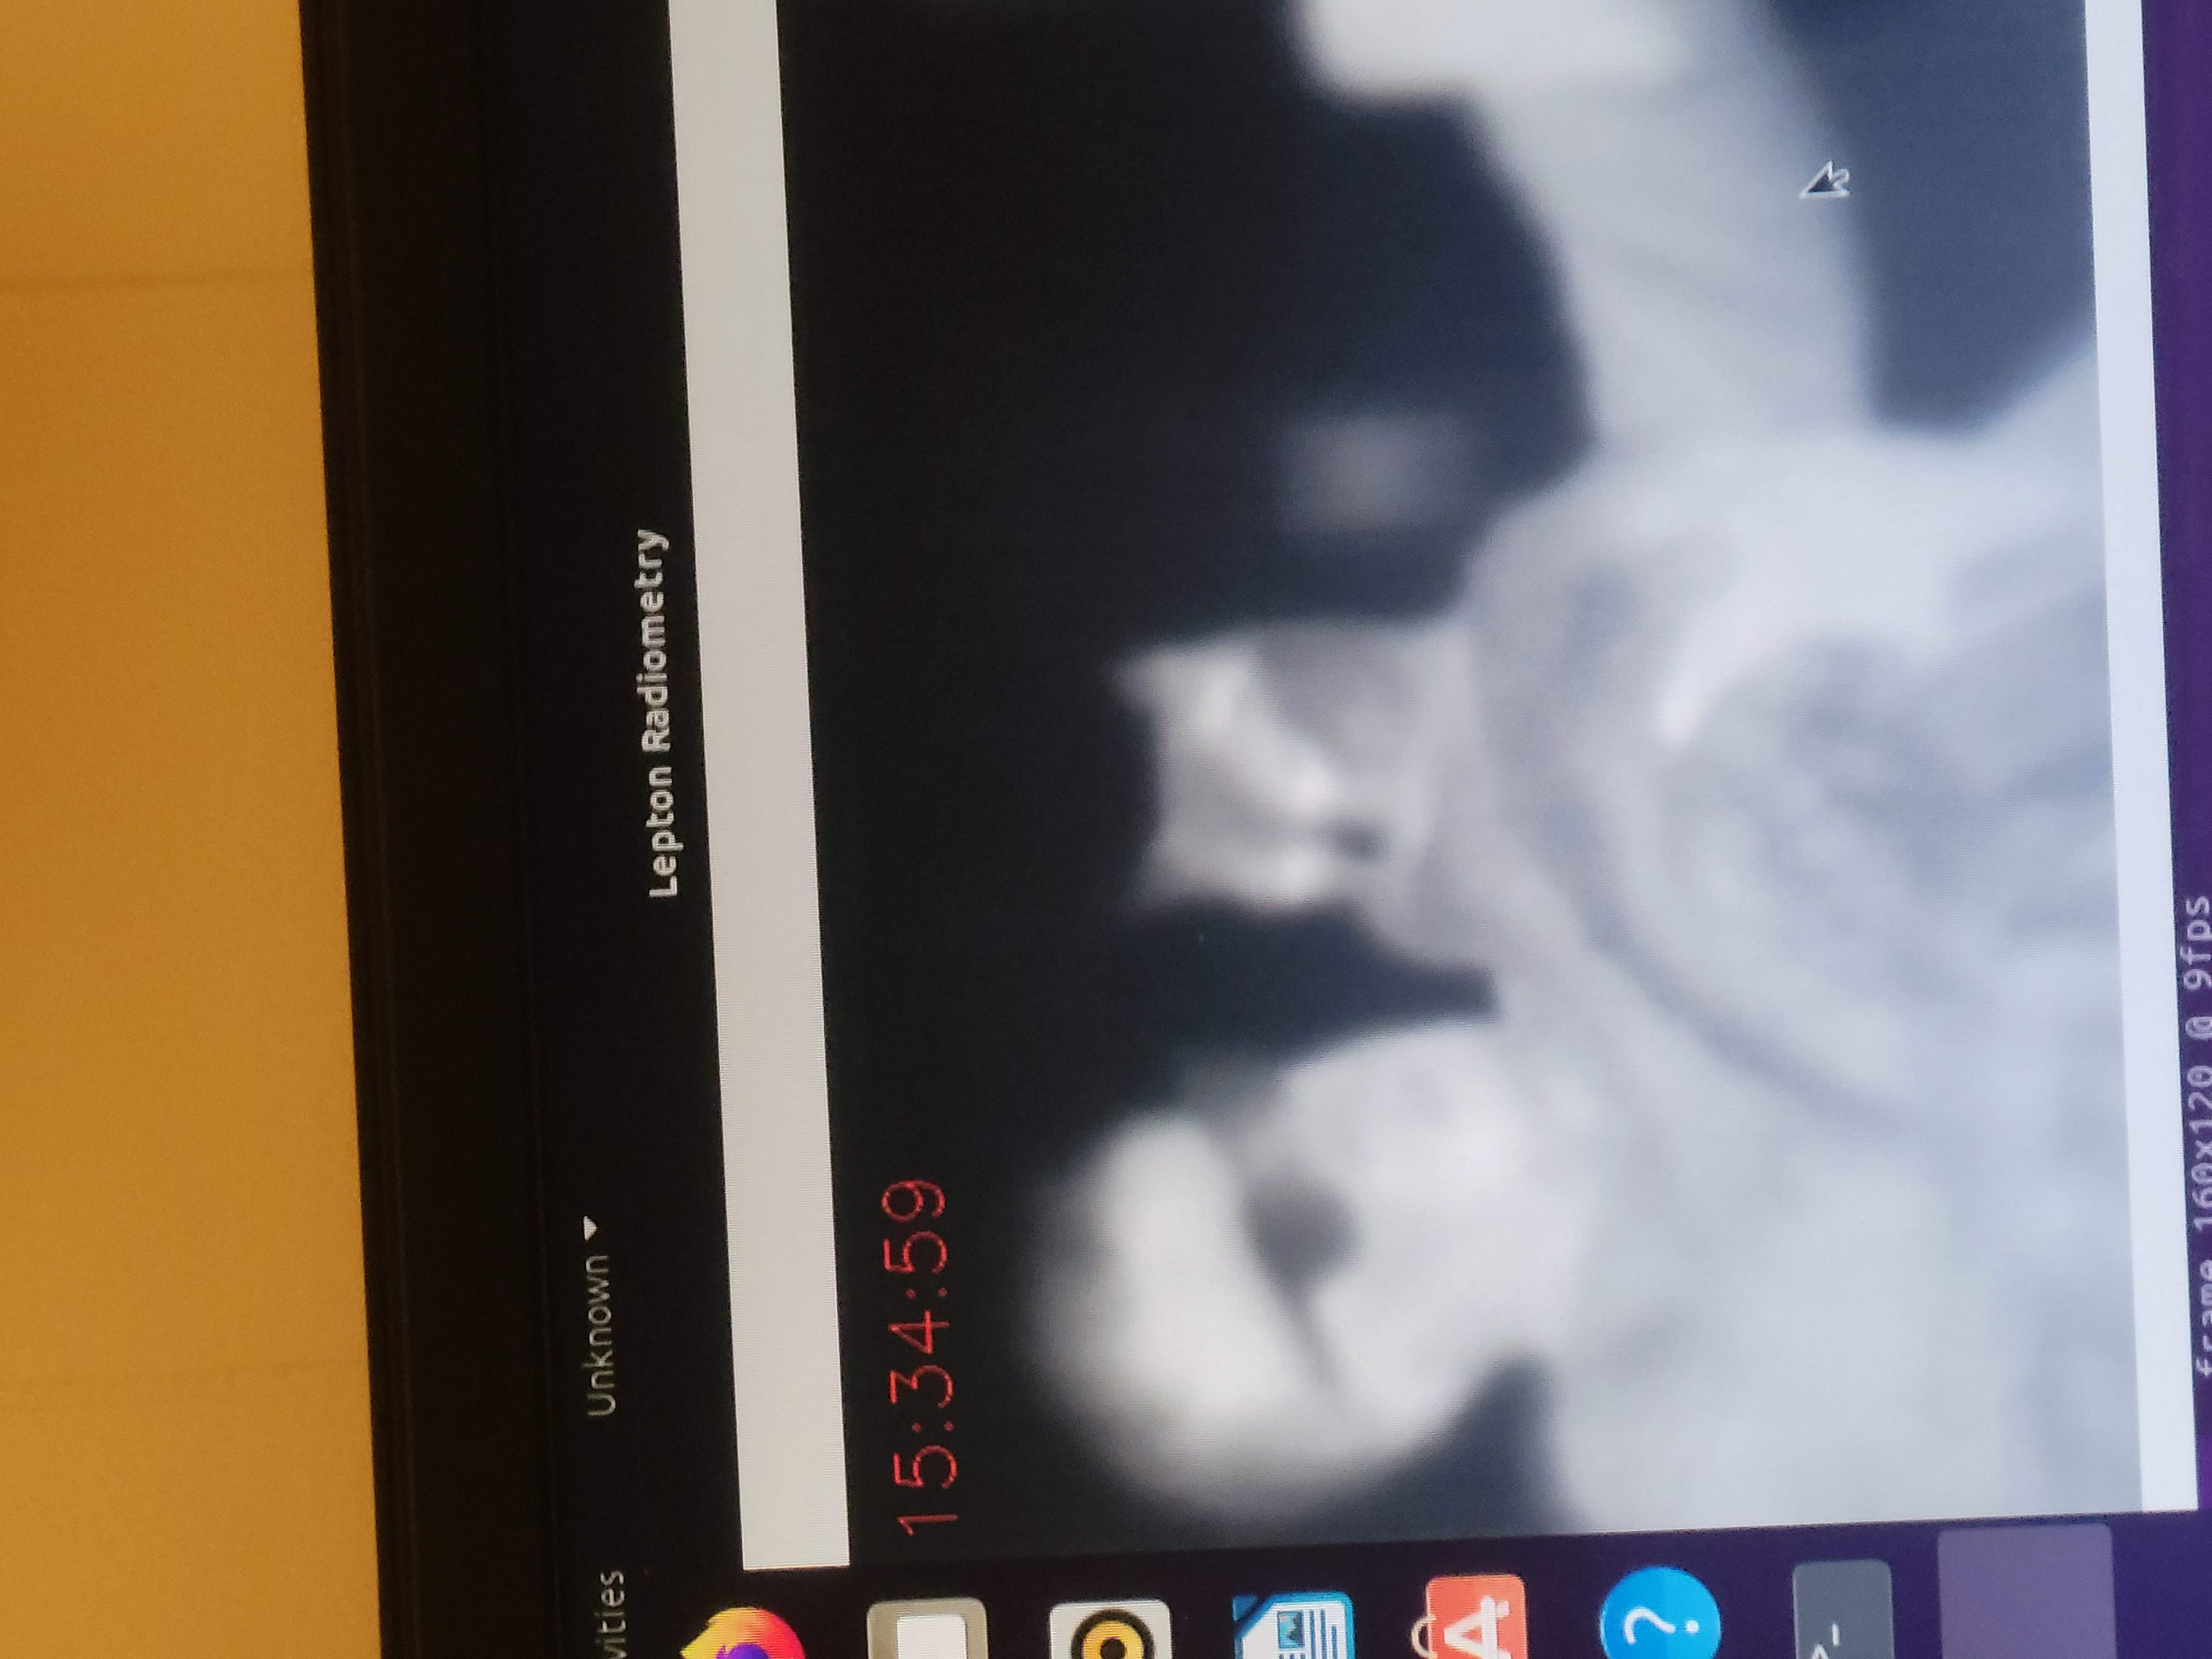 vities
Unknown
Lepton Radiometry
15:34:59
A
?
>_
frame 160x120 @ 9fps